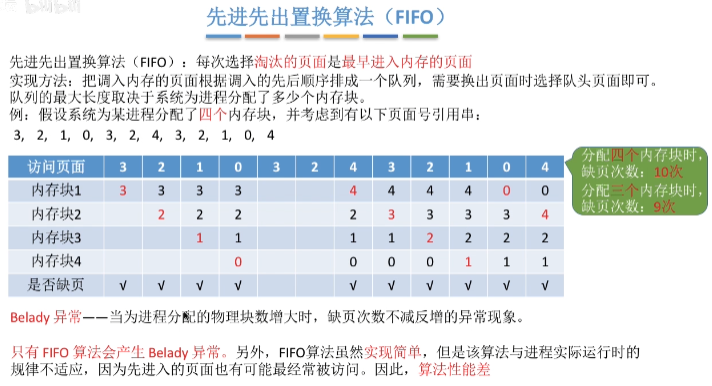 先进先出置换算法（FIFO）
先进先出置换算法（FIFO）：每次选择淘汰的页面是最早进入内存的页面
实现方法：把调入内存的页面根据调入的先后顺序排成一个队列，需要换出页面时选择队头页面即可。
队列的最大长度取决于系统为进程分配了多少个内存块。
例：假设系统为某进程分配了四个内存块，并考虑到有以下页面号引用串：
3, 2, 1, 0, 3, 2, 4, 3, 2, 1, 0, 4
访问页面 3 2 1 0 3 2 4 3 2 1 0 4
内存块1 3 3 3 3 4 4 4 4 0 0
内存块2 2 2 2 2 3 3 3 3 4
内存块3 1 1 1 1 2 2 2 2
内存块4 0 0 0 0 1 1 1
是否缺页 √ √ √ √ √ √ √ √ √ √
分配四个内存块时，
缺页次数：10次
分配三个内存块时，
缺页次数：9次
Belady 异常——当为进程分配的物理块数增大时，缺页次数不减反增的异常现象。
只有 FIFO 算法会产生 Belady 异常。另外，FIFO算法虽然实现简单，但是该算法与进程实际运行时的
规律不适应，因为先进入的页面也有可能最经常被访问。因此，算法性能差